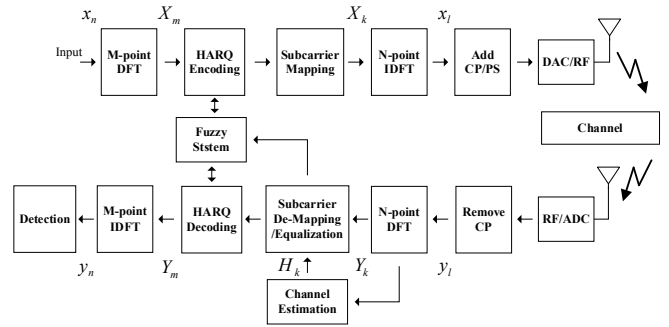 x_n X_m X_k x_l
Input
M-point
DFT
HARQ
Encoding
Subcarrier
Mapping
N-point
IDFT
Add
CP/PS
DAC/RF
Channel
Fuzzy
Ststem
Detection
M-point
IDFT
HARQ
Decoding
Subcarrier
De-Mapping
/Equalization
N-point
DFT
Remove
CP
RF/ADC
y_n Y_m H_k Y_k y_l
Channel
Estimation